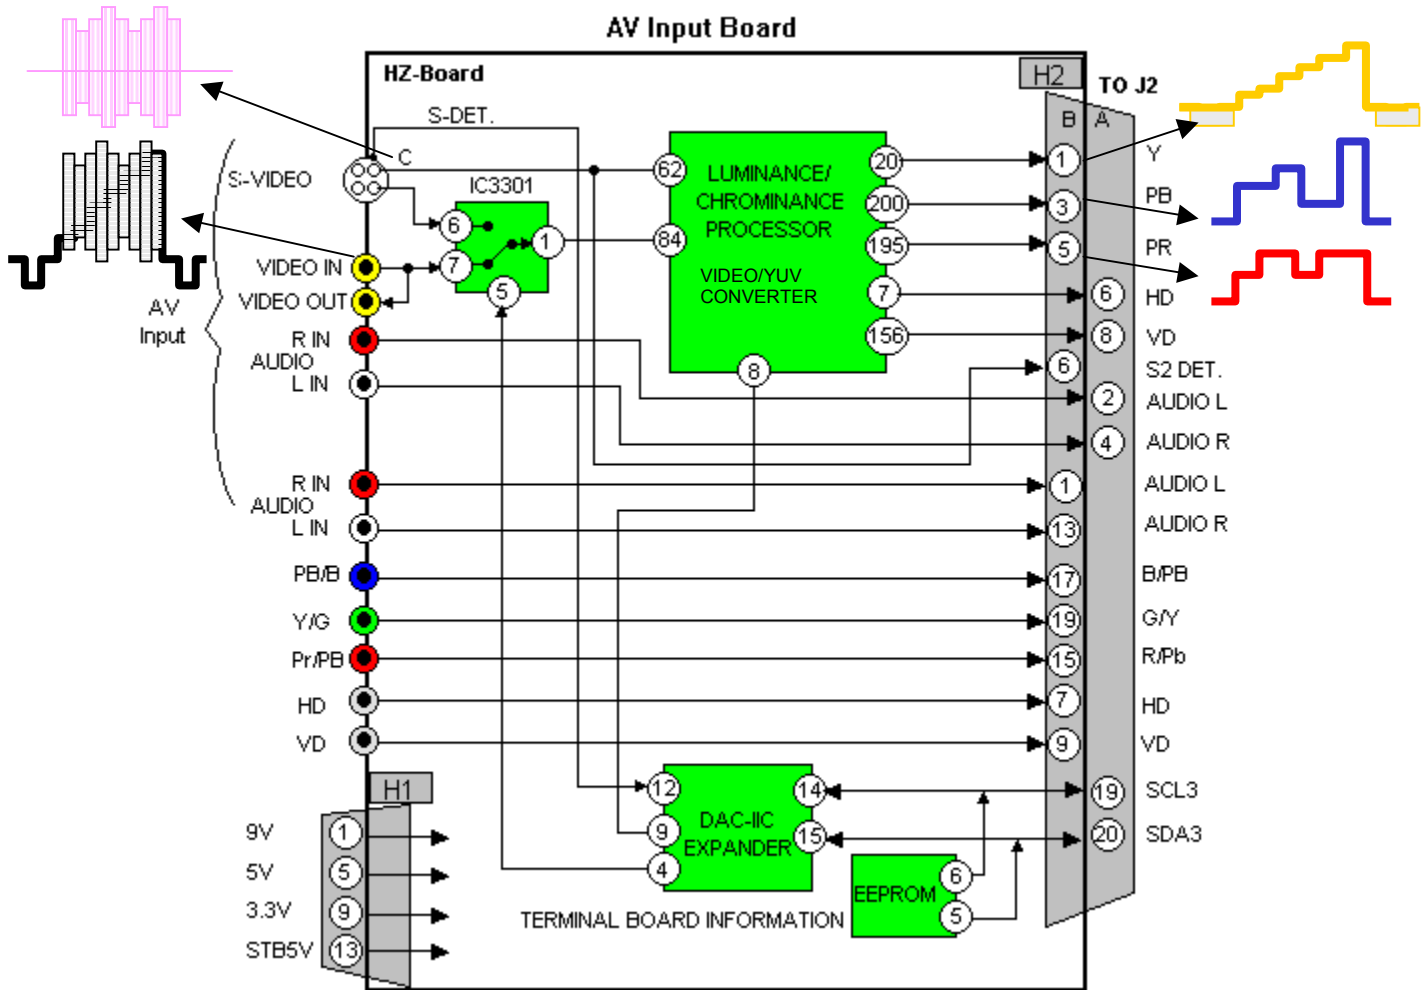 AV Input Board
HZ-Board
H2
TO J2
S-DET.
B A
C
S-VIDEO
IC3301
62
20
1
Y
LUMINANCE/
CHROMINANCE
PROCESSOR
200
3
PB
6
1
84
195
5
PR
VIDEO IN
7
VIDEO/YUV
CONVERTER
VIDEO OUT
5
7
6
HD
AV
Input
R IN
156
8
VD
AUDIO
8
6
S2 DET.
L IN
2
AUDIO L
4
AUDIO R
R IN
1
AUDIO L
AUDIO
L IN
13
AUDIO R
PB/B
17
B/PB
Y/G
19
G/Y
Pr/PB
15
R/Pb
HD
7
HD
VD
9
VD
H1
12
14
19
SCL3
9V
1
DAC-IIC
EXPANDER
9
15
20
SDA3
5V
5
4
EEPROM
6
3.3V
9
TERMINAL BOARD INFORMATION
5
STB5V
13